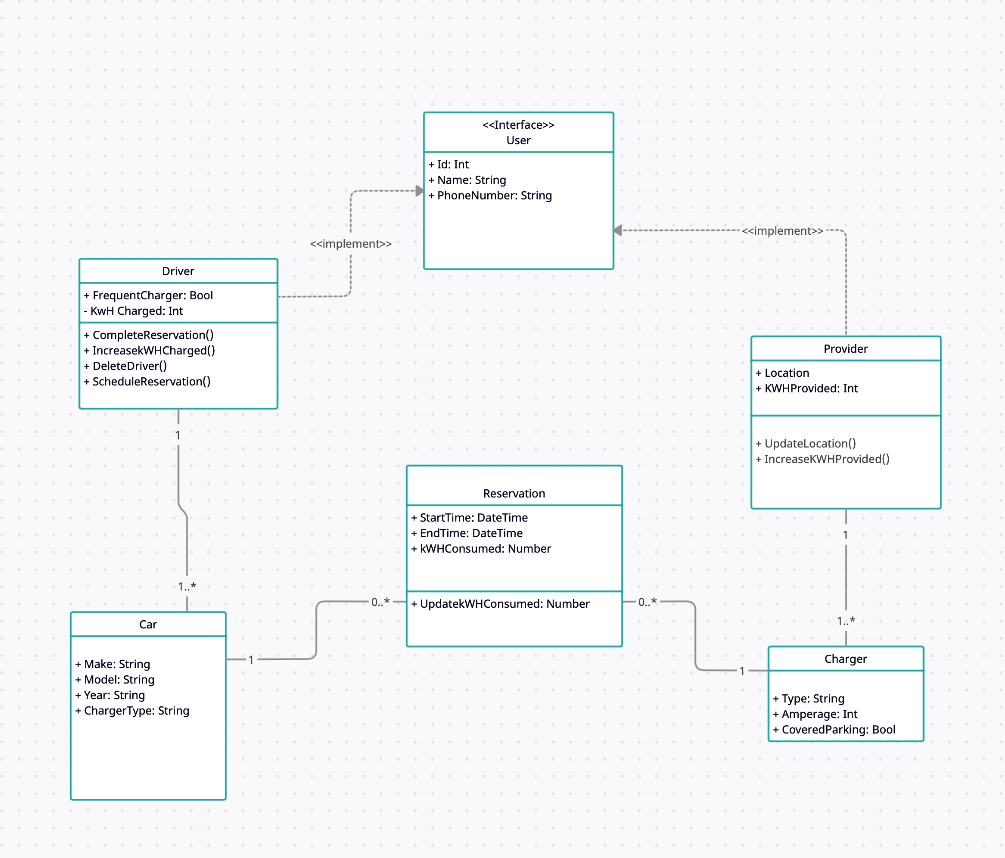 <<Interface>>
User
+ Id: Int
+ Name: String
+ PhoneNumber: String
<<implement>>
<<implement>>
Driver
+ FrequentCharger: Bool
- KwH Charged: Int
+ CompleteReservation()
+ IncreasekWHCharged()
+ DeleteDriver()
+ ScheduleReservation()
Provider
+ Location
+ KWHProvided: Int
+ UpdateLocation()
+ IncreaseKWHProvided()
1
1..*
Reservation
+ StartTime: DateTime
+ EndTime: DateTime
+ kWHConsumed: Number
+ UpdatekWHConsumed: Number
1
1..*
0..*
1
0..*
1
Car
+ Make: String
+ Model: String
+ Year: String
+ ChargerType: String
Charger
+ Type: String
+ Amperage: Int
+ CoveredParking: Bool